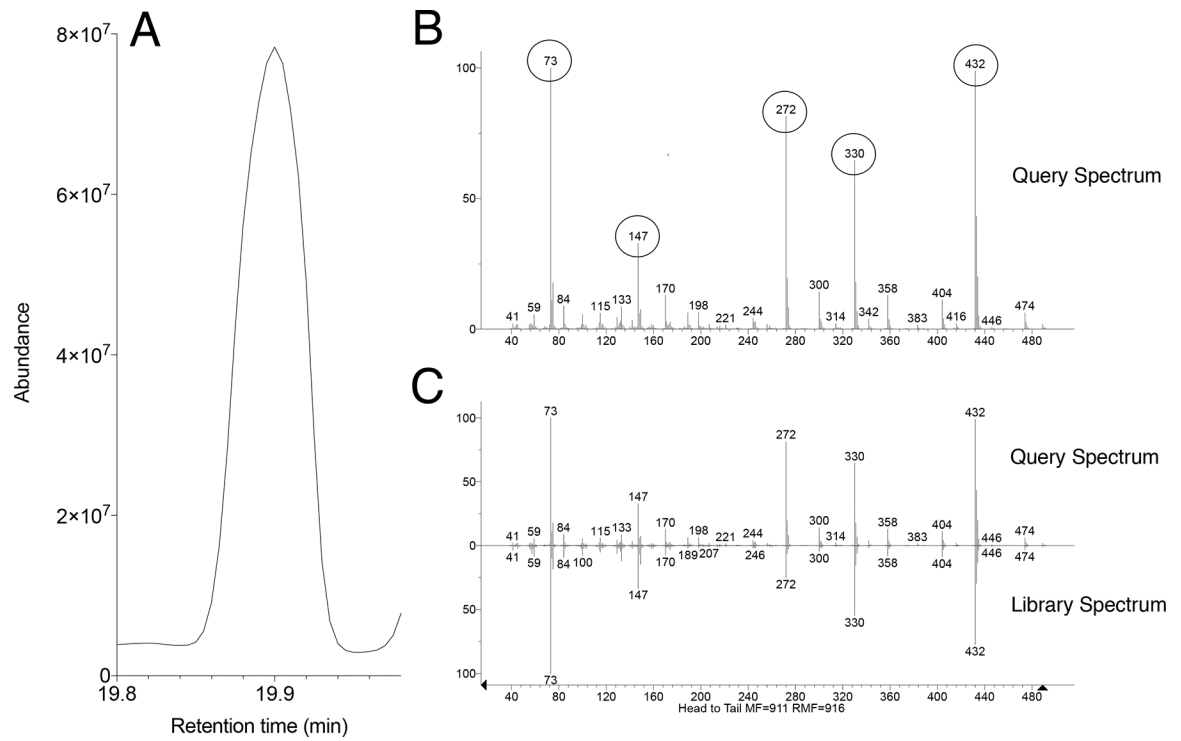 A
8×10⁷
6×10⁷
4×10⁷
2×10⁷
0
19.8 19.9
Abundance
Retention time (min)
B
100
50
0
73
147
272
330
432
41 59 84 115 133 170 198 221 244 300 314 342 358 383 404 416 446 474
40 80 120 160 200 240 280 320 360 400 440 480
Query Spectrum
C
100
50
0
50
100
73
147
272
330
432
41 59 84 115 133 170 198 221 244 300 314 358 383 404 446 474
41 59 84 100 170 189 207 246 300 358 404 446 474
147
272
330
432
73
40 80 120 160 200 240 280 320 360 400 440 480
Head to Tail MF=911 RMF=916
Query Spectrum
Library Spectrum